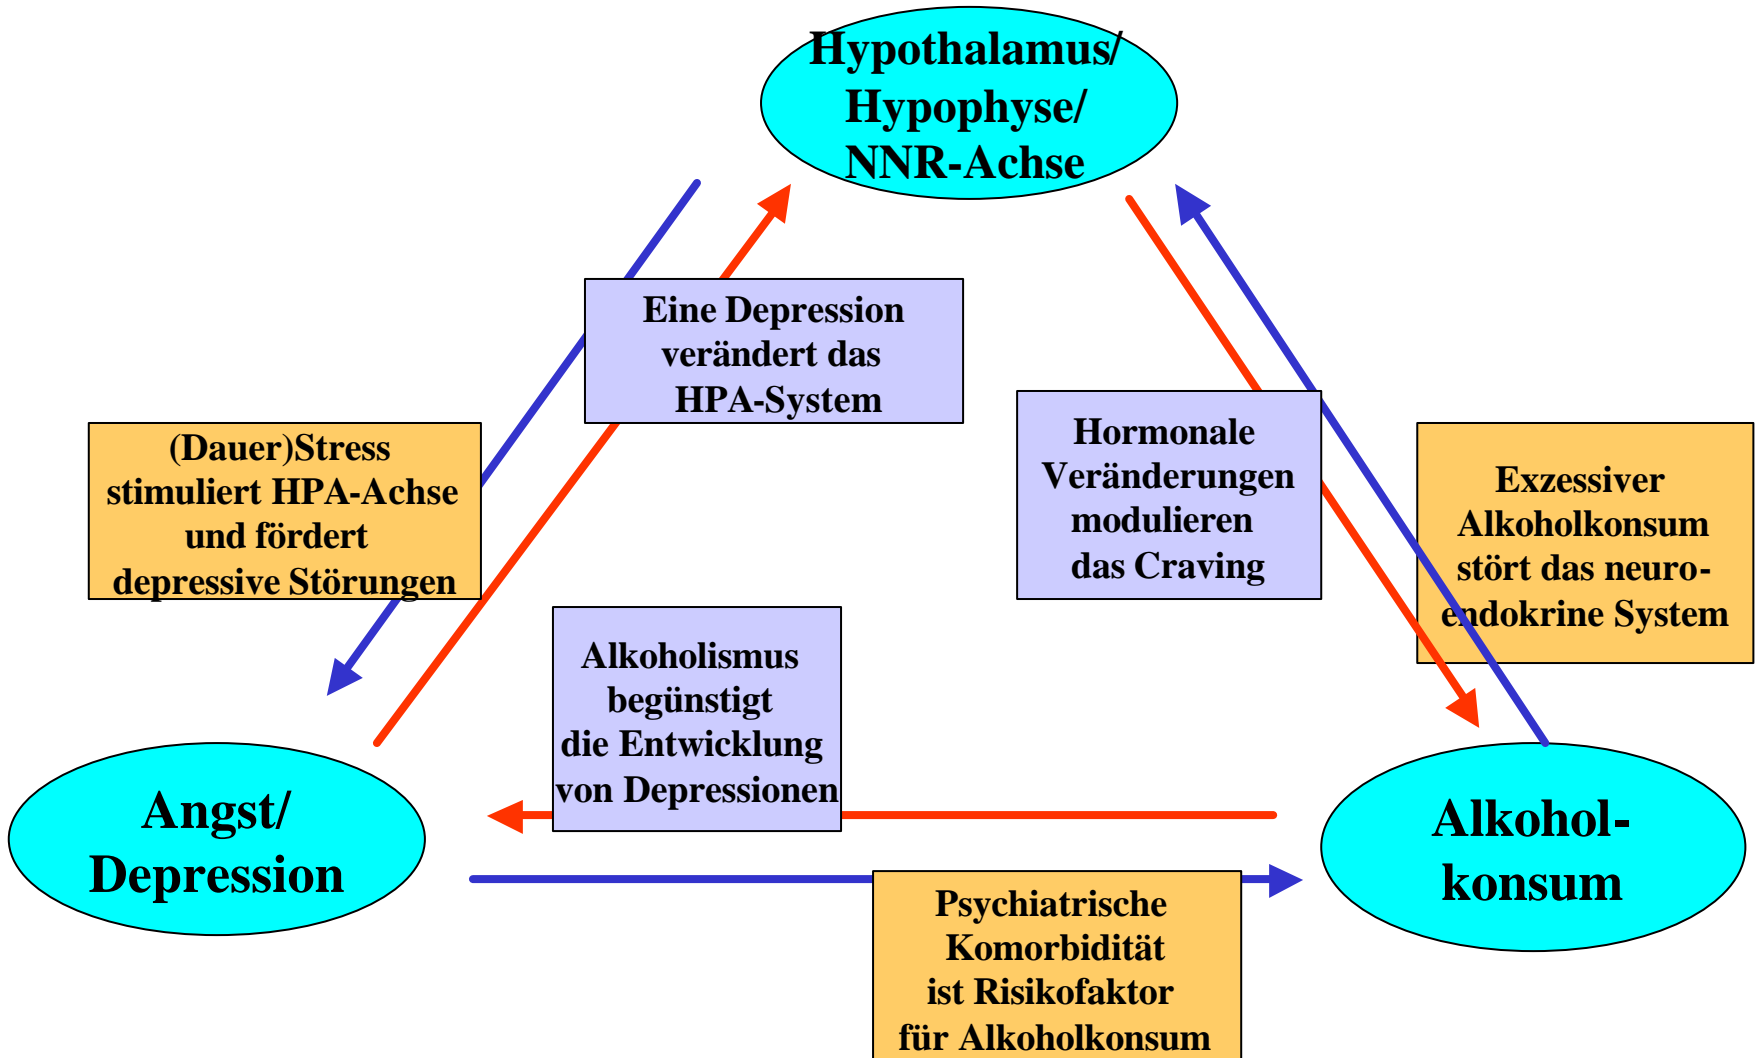 Hypothalamus/
Hypophyse/
NNR-Achse
Eine Depression
verändert das
HPA-System
(Dauer)Stress
stimuliert HPA-Achse
und fördert
depressive Störungen
Hormonale
Veränderungen
modulieren
das Craving
Exzessiver
Alkoholkonsum
stört das neuro-
endokrine System
Alkoholismus
begünstigt
die Entwicklung
von Depressionen
Angst/
Depression
Alkohol-
konsum
Psychiatrische
Komorbidität
ist Risikofaktor
für Alkoholkonsum